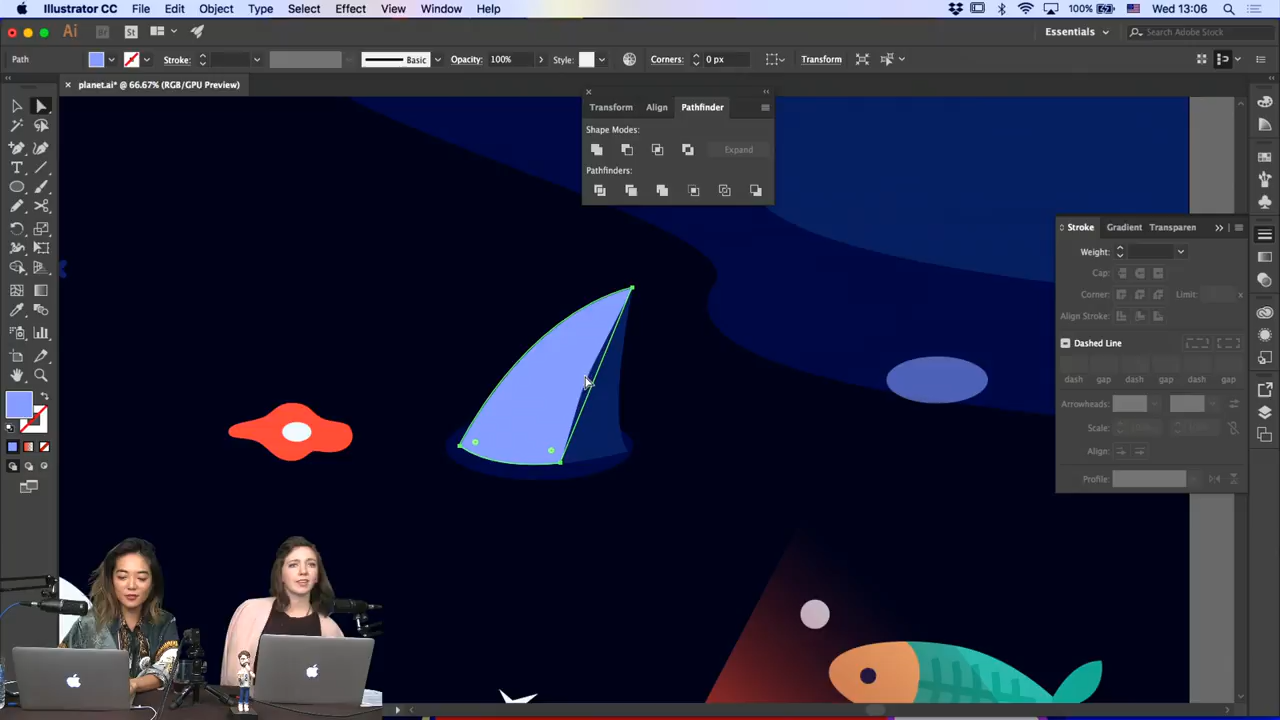 Illustrator CC File Edit Object Type Select Effect View Window Help 100% Wed 13:06
Ai Br St Essentials Search Adobe Stock
Path Stroke: Basic Opacity: 100% Style: Corners: 0 px Transform
planet.ai* @ 66.67% (RGB/GPU Preview)
Transform Align Pathfinder
Shape Modes:
Expand
Pathfinders:
Stroke Gradient Transparen
Weight:
Cap:
Corner: Limit: x
Align Stroke:
Dashed Line
dash gap dash gap dash gap
Arrowheads:
Scale:
Align:
Profile: